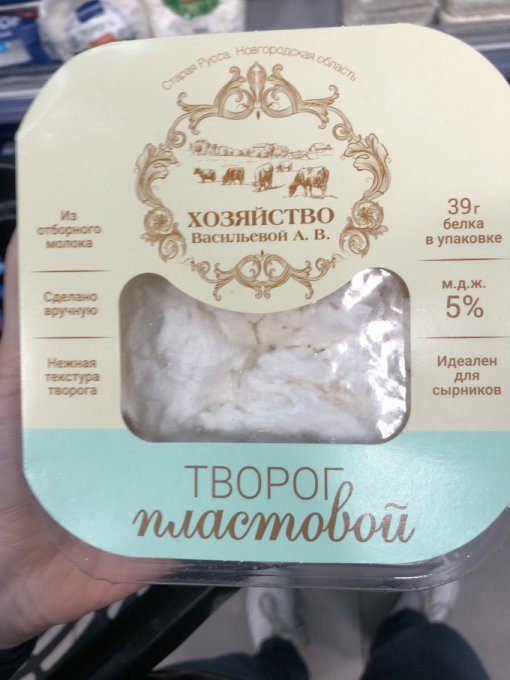 Старая Русса. Новгородская область
ХОЗЯЙСТВО
Васильевой А. В.
Из
отборного
молока
Сделано
вручную
Нежная
текстура
творога
39 г
белка
в упаковке
м.д.ж.
5%
Идеален
для
сырников
ТВОРОГ
пластовой